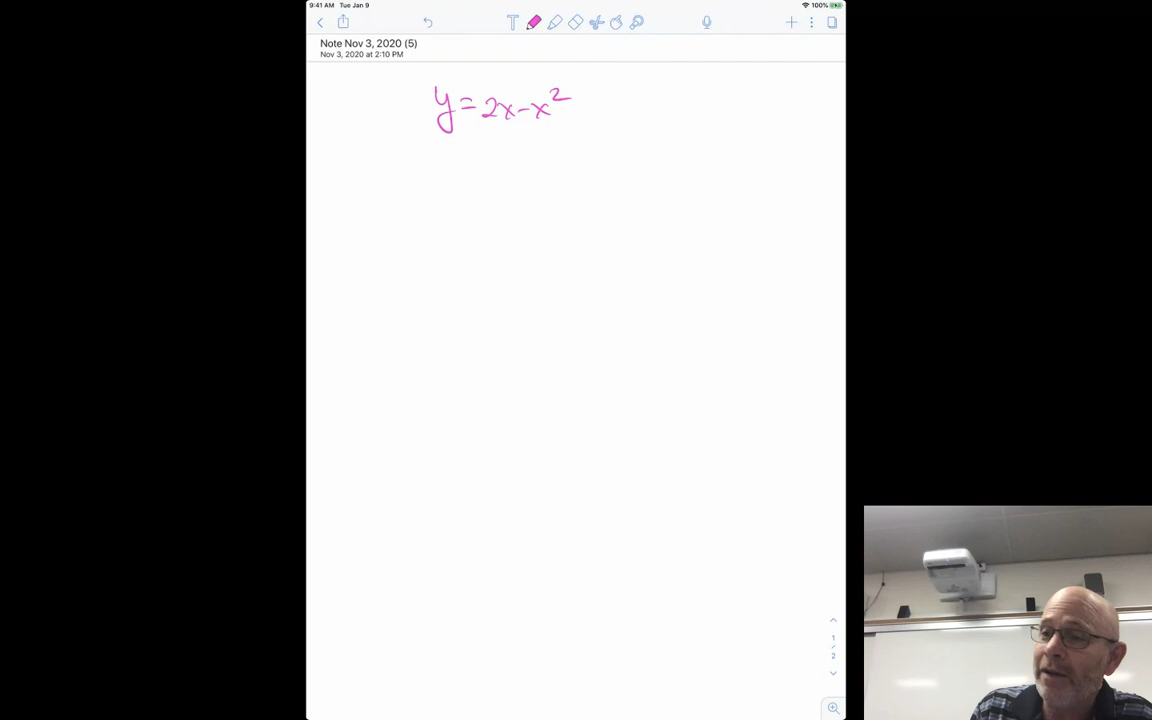 9:41 AM Tue Jan 9 100%
T
Note Nov 3, 2020 (5)
Nov 3, 2020 at 2:10 PM
y=2x-x²
1
/
2